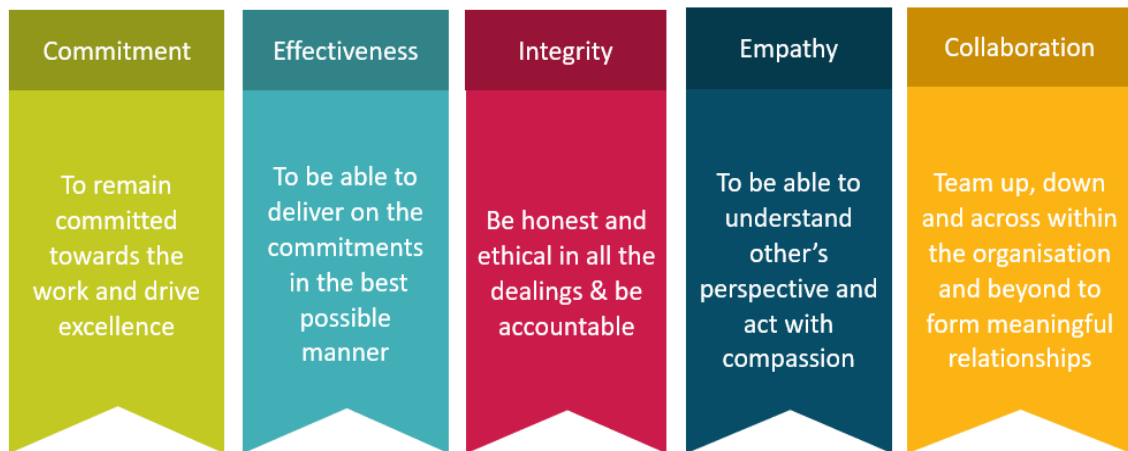 Commitment
To remain
committed
towards the
work and drive
excellence
Effectiveness
To be able to
deliver on the
commitments
in the best
possible
manner
Integrity
Be honest and
ethical in all the
dealings & be
accountable
Empathy
To be able to
understand
other’s
perspective and
act with
compassion
Collaboration
Team up, down
and across within
the organisation
and beyond to
form meaningful
relationships